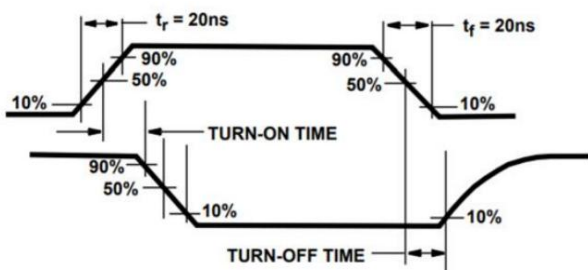 tr = 20ns
tf = 20ns
90%
90%
50%
50%
10%
10%
TURN-ON TIME
90%
50%
10%
10%
TURN-OFF TIME